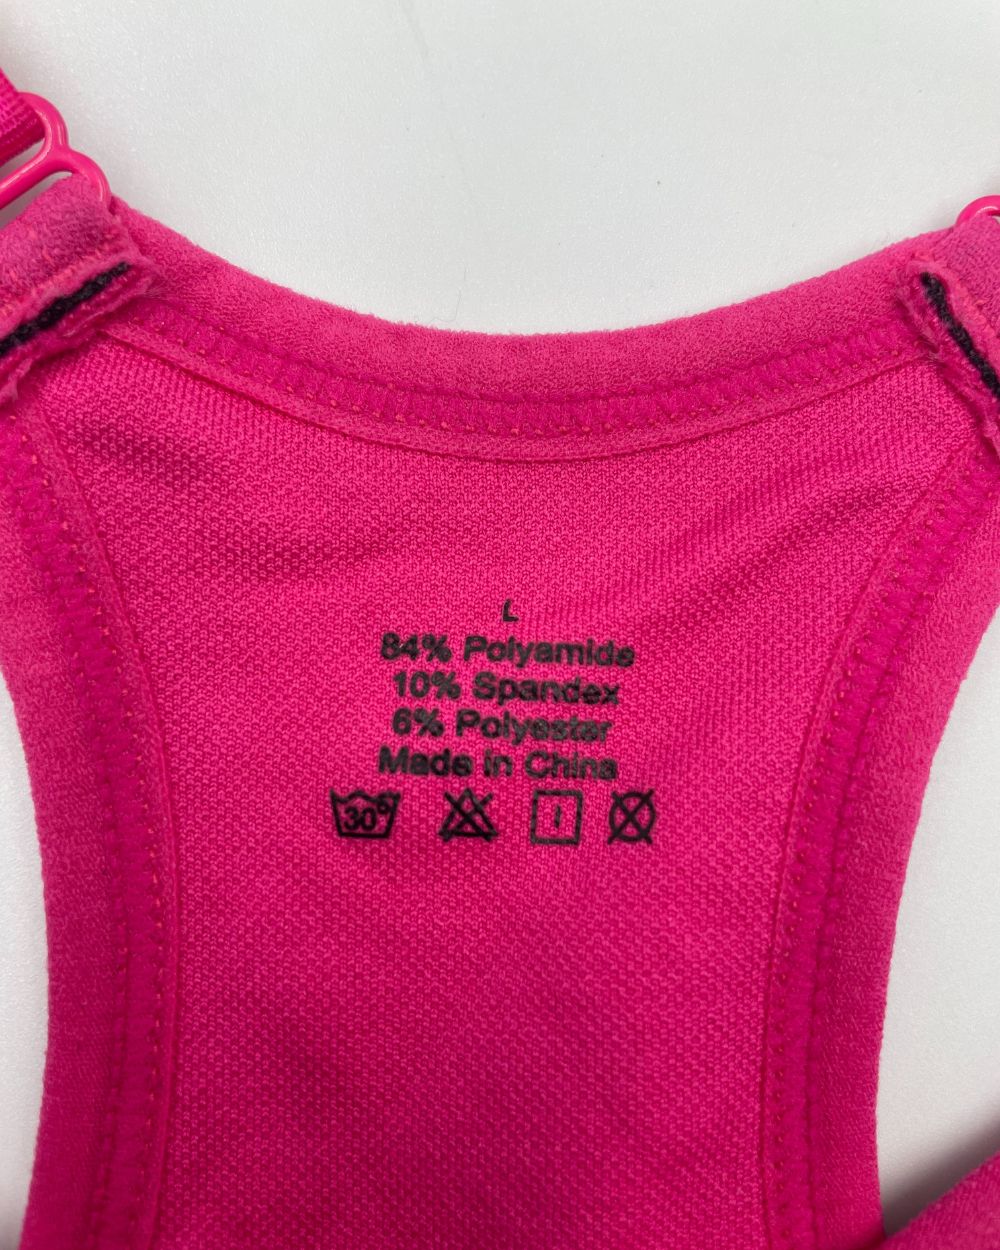 L
84% Polyamide
10% Spandex
6% Polyester
Made in China
30°